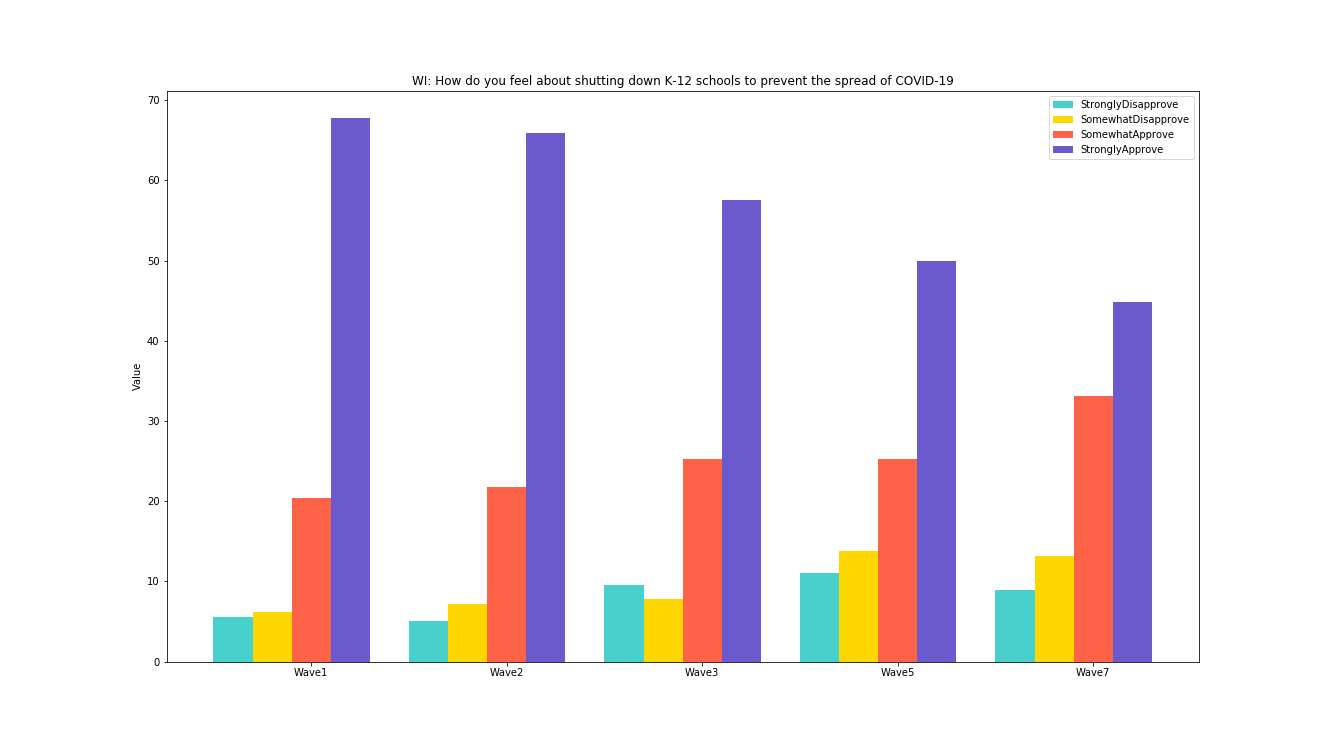 WI: How do you feel about shutting down K-12 schools to prevent the spread of COVID-19
StronglyDisapprove
SomewhatDisapprove
SomewhatApprove
StronglyApprove
Value
70
60
50
40
30
20
10
0
Wave1 Wave2 Wave3 Wave5 Wave7